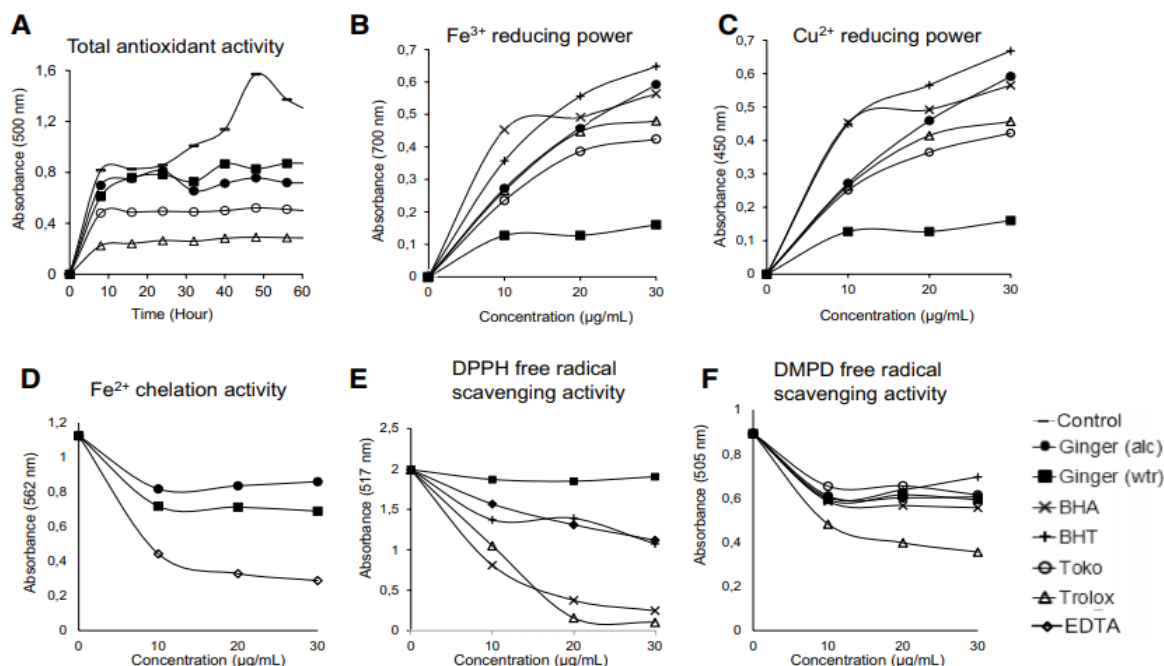 A
Total antioxidant activity
Absorbance (500 nm)
1,6
1,2
0,8
0,4
0
0 10 20 30 40 50 60
Time (Hour)
B
Fe³⁺ reducing power
Absorbance (700 nm)
0,7
0,6
0,5
0,4
0,3
0,2
0,1
0
0 10 20 30
Concentration (µg/mL)
C
Cu²⁺ reducing power
Absorbance (450 nm)
0,7
0,6
0,5
0,4
0,3
0,2
0,1
0
0 10 20 30
Concentration (µg/mL)
D
Fe²⁺ chelation activity
Absorbance (562 nm)
1,2
1
0,8
0,6
0,4
0,2
0
0 10 20 30
Concentration (µg/mL)
E
DPPH free radical
scavenging activity
Absorbance (517 nm)
2,5
2
1,5
1
0,5
0
0 10 20 30
Concentration (µg/mL)
F
DMPD free radical
scavenging activity
Absorbance (505 nm)
1
0,8
0,6
0,4
0,2
0
0 10 20 30
Concentration (µg/mL)
Control
Ginger (alc)
Ginger (wtr)
BHA
BHT
Toko
Trolox
EDTA